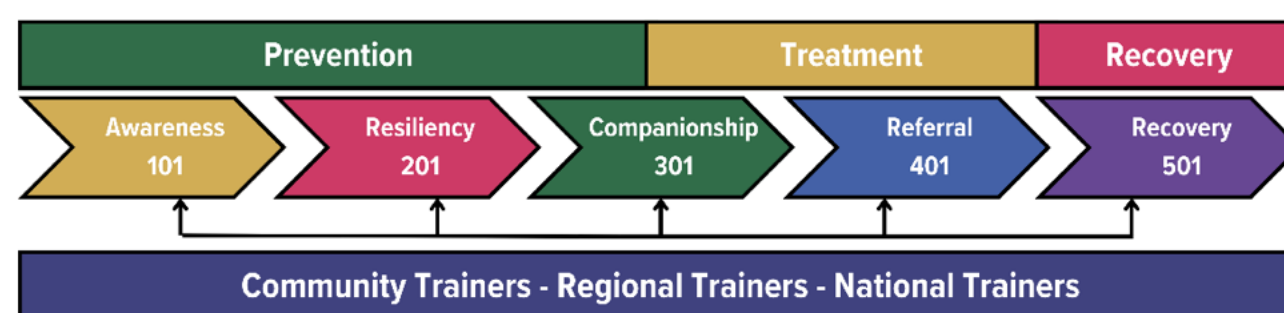 Prevention
Treatment
Recovery
Awareness
101
Resiliency
201
Companionship
301
Referral
401
Recovery
501
Community Trainers - Regional Trainers - National Trainers